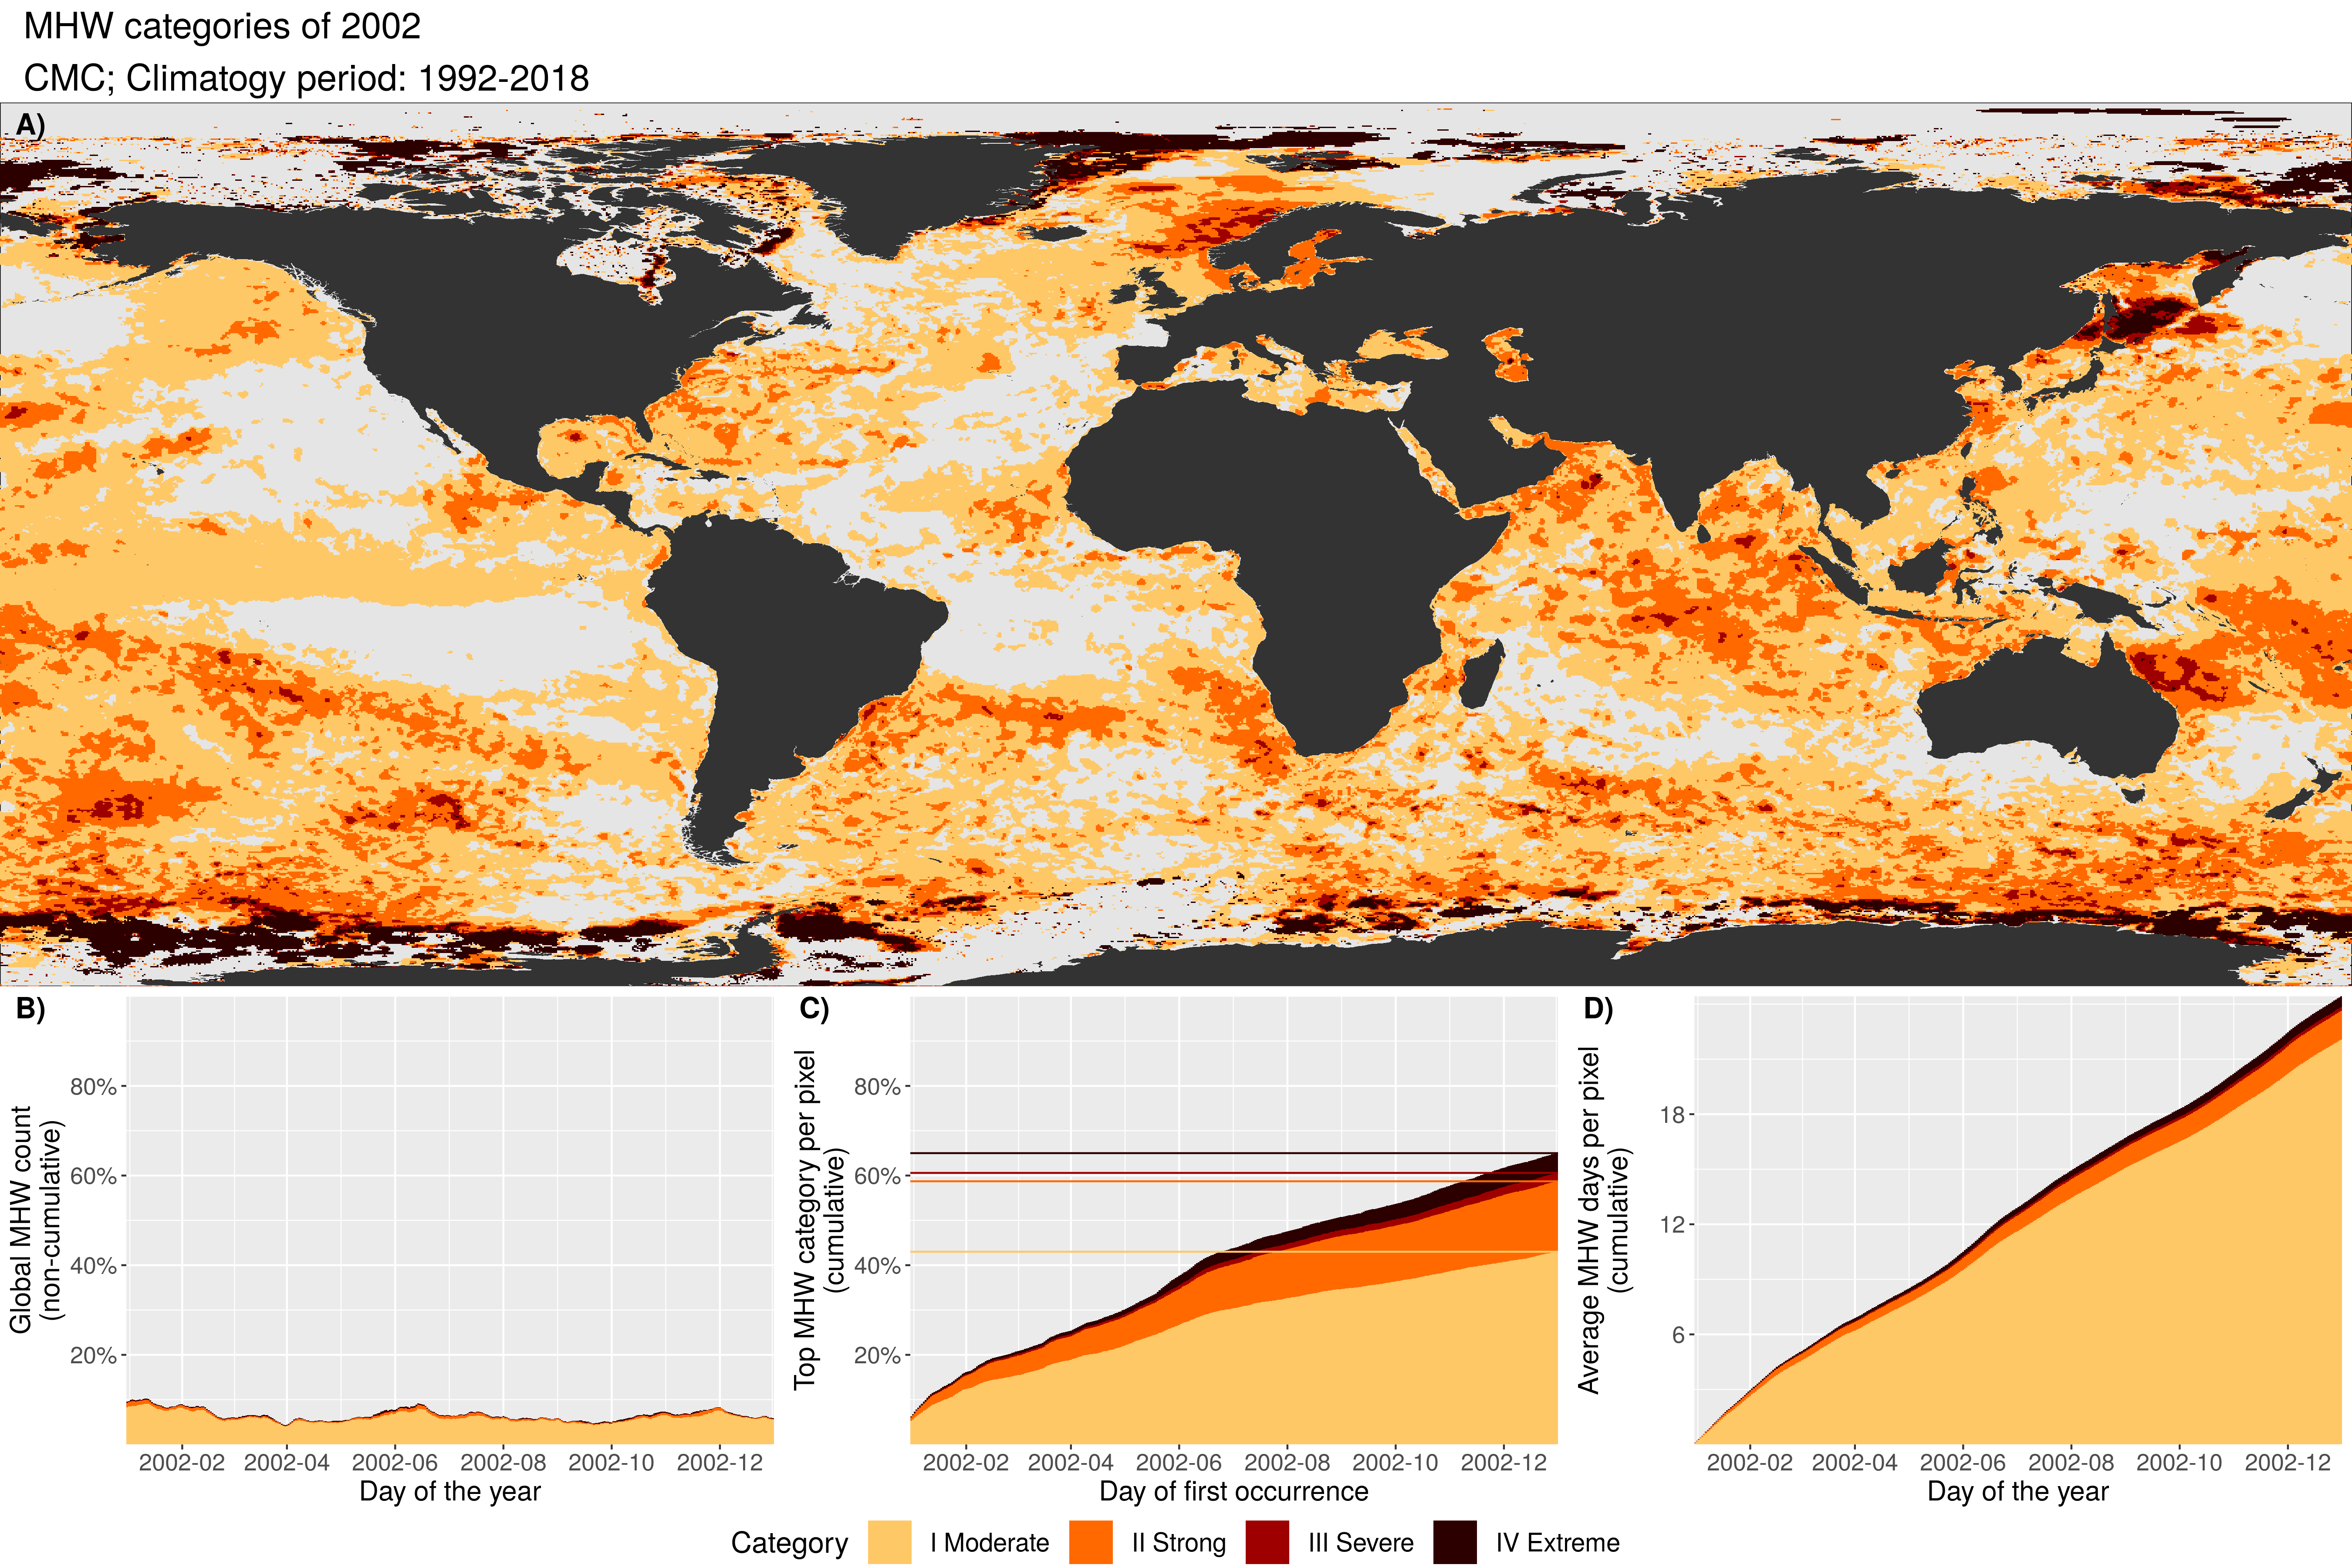 MHW categories of 2002
CMC; Climatogy period: 1992-2018
A)
B)
Global MHW count
(non-cumulative)
80%
60%
40%
20%
2002-02 2002-04 2002-06 2002-08 2002-10 2002-12
Day of the year
C)
Top MHW category per pixel
(cumulative)
80%
60%
40%
20%
2002-02 2002-04 2002-06 2002-08 2002-10 2002-12
Day of first occurrence
D)
Average MHW days per pixel
(cumulative)
18
12
6
2002-02 2002-04 2002-06 2002-08 2002-10 2002-12
Day of the year
Category I Moderate II Strong III Severe IV Extreme